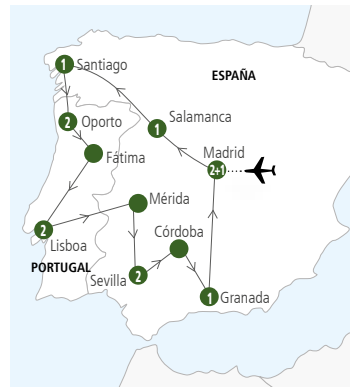 1 Santiago
ESPAÑA
Salamanca
1
2 Oporto
Madrid
2+1
Fátima
Mérida
2
Lisboa
Córdoba
PORTUGAL
Sevilla 2
1 Granada